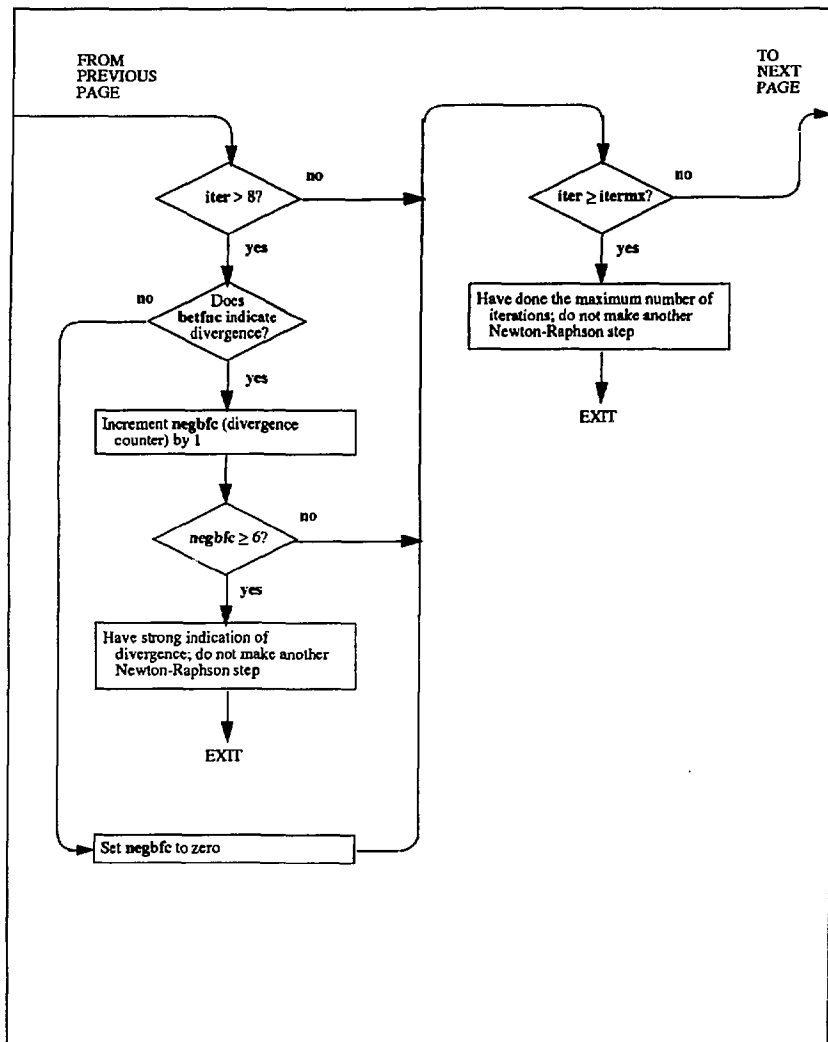 FROM
PREVIOUS
PAGE
TO
NEXT
PAGE
iter > 8?
no
yes
Does
betfnc indicate
divergence?
no
yes
Increment negbfc (divergence
counter) by 1
negbfc ≥ 6?
no
yes
Have strong indication of
divergence; do not make another
Newton-Raphson step
EXIT
Set negbfc to zero
iter ≥ itermx?
no
yes
Have done the maximum number of
iterations; do not make another
Newton-Raphson step
EXIT